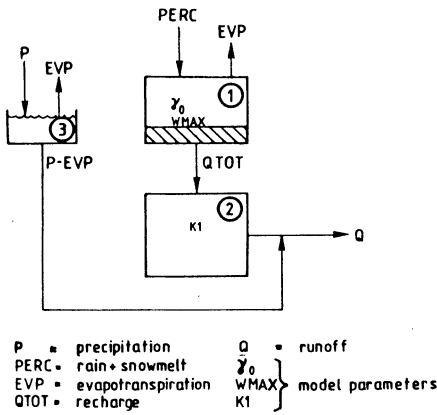 PERC
P
EVP
EVP
1
γ₀
WMAX
3
P-EVP
QTOT
2
K1
Q
P = precipitation
PERC = rain + snowmelt
EVP = evapotranspiration
QTOT = recharge
Q = runoff
γ₀
WMAX
K1
model parameters